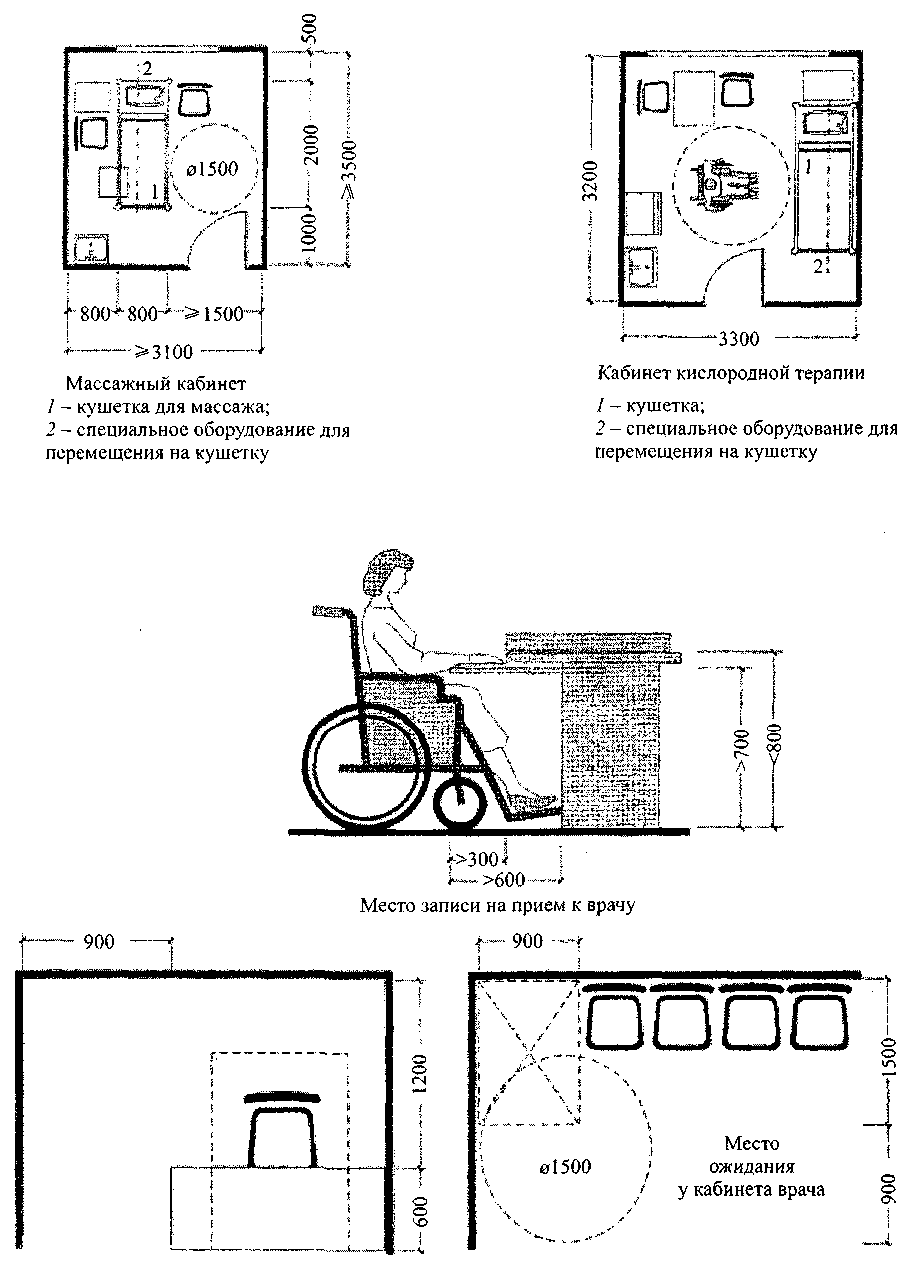 500
2
ø1500
1
2000
1000
≥3500
800
800
≥1500
≥3100
Массажный кабинет
1 – кушетка для массажа;
2 – специальное оборудование для
перемещения на кушетку
3200
1
2
3300
Кабинет кислородной терапии
1 – кушетка;
2 – специальное оборудование для
перемещения на кушетку
>700
<800
>300
>600
Место записи на прием к врачу
900
1200
600
900
1500
900
ø1500
Место
ожидания
у кабинета врача